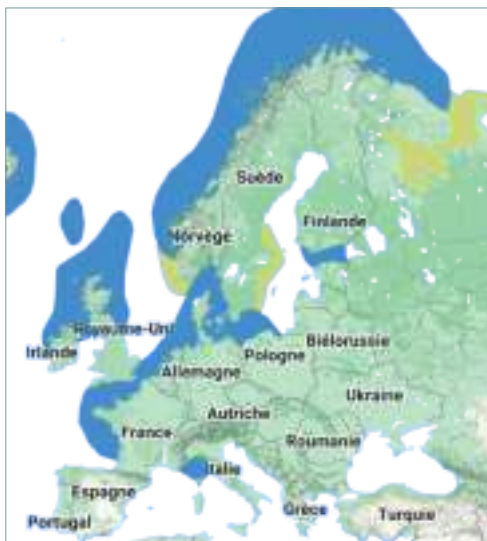 Suède
Finlande
Norvège
Royaume-Uni
Irlande
Biélorussie
Pologne
Allemagne
Ukraine
Autriche
France
Roumanie
Italie
Espagne
Grèce
Portugal
Turquie